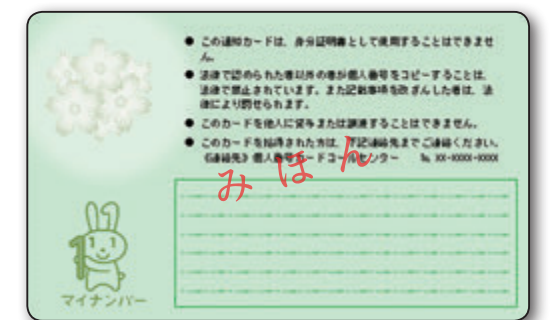 ● この通知カードは、身分証明書として使用することはできませ
ん。
● 法律で認められた者以外の者が個人番号をコピーすることは、
法律で禁止されています。また記載事項を改ざんした者は、法
律により罰せられます。
● このカードを他人に貸与または譲渡することはできません。
● このカードを拾得された方は、下記連絡先までご連絡ください。
《連絡先》個人番号カードコールセンター ℡ XX-XXXX-XXXX
みほん
マイナンバー